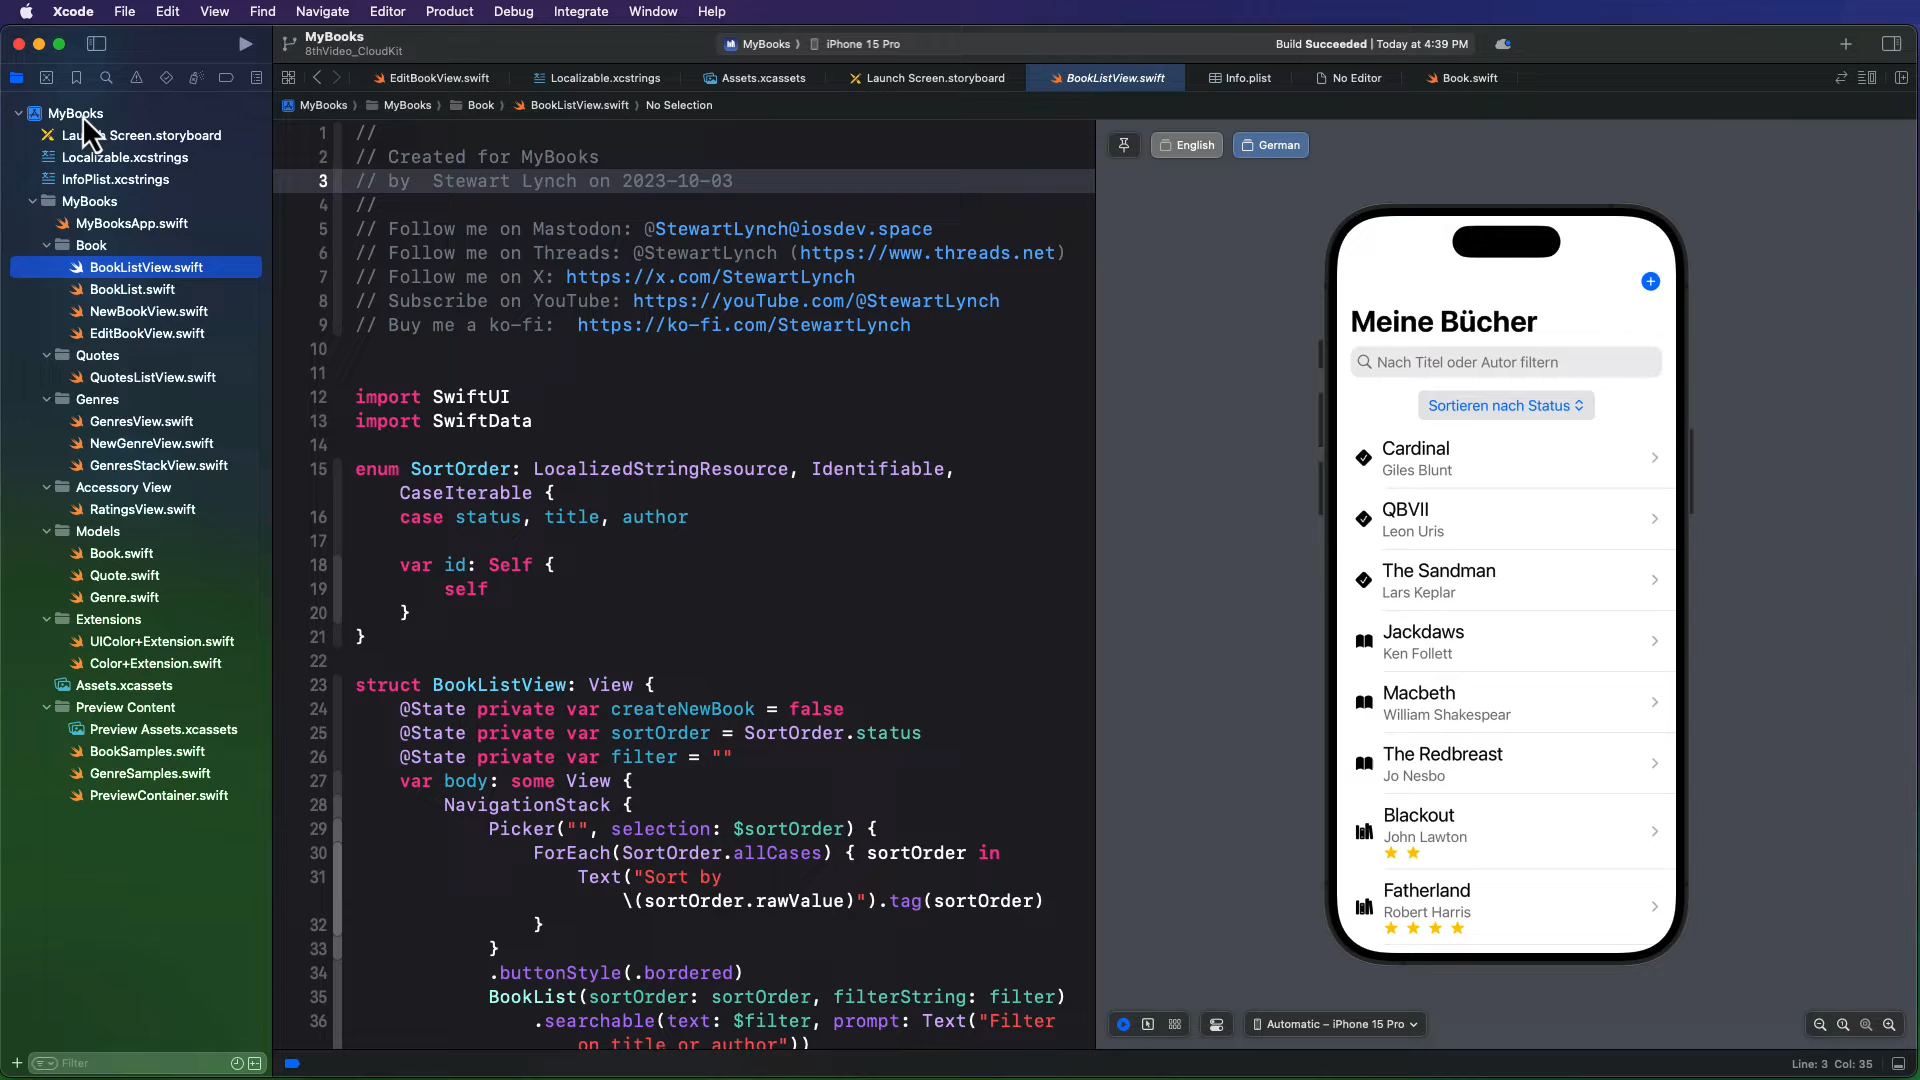 Xcode File Edit View Find Navigate Editor Product Debug Integrate Window Help
MyBooks
8thVideo_CloudKit
MyBooks iPhone 15 Pro
Build Succeeded | Today at 4:39 PM
EditBookView.swift Localizable.xcstrings Assets.xcassets Launch Screen.storyboard BookListView.swift Info.plist No Editor Book.swift
MyBooks MyBooks Book BookListView.swift No Selection
MyBooks
Screen.storyboard
Localizable.xcstrings
InfoPlist.xcstrings
MyBooks
MyBooksApp.swift
Book
BookListView.swift
BookList.swift
NewBookView.swift
EditBookView.swift
Quotes
QuotesListView.swift
Genres
GenresView.swift
NewGenreView.swift
GenresStackView.swift
Accessory View
RatingsView.swift
Models
Book.swift
Quote.swift
Genre.swift
Extensions
UIColor+Extension.swift
Color+Extension.swift
Assets.xcassets
Preview Content
Preview Assets.xcassets
BookSamples.swift
GenreSamples.swift
PreviewContainer.swift
Filter
1 //
2 // Created for MyBooks
3 // by  Stewart Lynch on 2023-10-03
4 //
5 // Follow me on Mastodon: @StewartLynch@iosdev.space
6 // Follow me on Threads: @StewartLynch (https://www.threads.net)
7 // Follow me on X: https://x.com/StewartLynch
8 // Subscribe on YouTube: https://youTube.com/@StewartLynch
9 // Buy me a ko-fi:  https://ko-fi.com/StewartLynch
10
11
12 import SwiftUI
13 import SwiftData
14
15 enum SortOrder: LocalizedStringResource, Identifiable,
CaseIterable {
16 case status, title, author
17
18 var id: Self {
19 self
20 }
21 }
22
23 struct BookListView: View {
24 @State private var createNewBook = false
25 @State private var sortOrder = SortOrder.status
26 @State private var filter = ""
27 var body: some View {
28 NavigationStack {
29 Picker("", selection: $sortOrder) {
30 ForEach(SortOrder.allCases) { sortOrder in
31 Text("Sort by
\(sortOrder.rawValue)").tag(sortOrder)
32 }
33 }
34 .buttonStyle(.bordered)
35 BookList(sortOrder: sortOrder, filterString: filter)
36 .searchable(text: $filter, prompt: Text("Filter
on title or author"))
English German
Meine Bücher
Nach Titel oder Autor filtern
Sortieren nach Status
Cardinal
Giles Blunt
QBVII
Leon Uris
The Sandman
Lars Keplar
Jackdaws
Ken Follett
Macbeth
William Shakespear
The Redbreast
Jo Nesbo
Blackout
John Lawton
Fatherland
Robert Harris
Automatic – iPhone 15 Pro
Line: 3 Col: 35